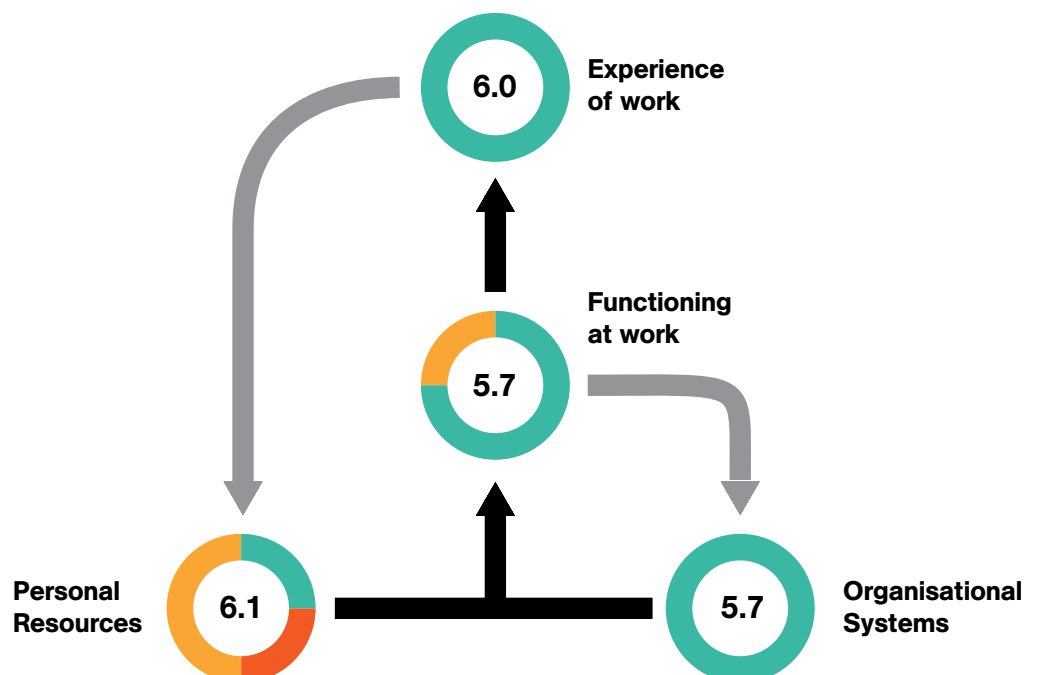 6.0
Experience
of work
Functioning
at work
5.7
Personal
Resources
6.1
5.7
Organisational
Systems